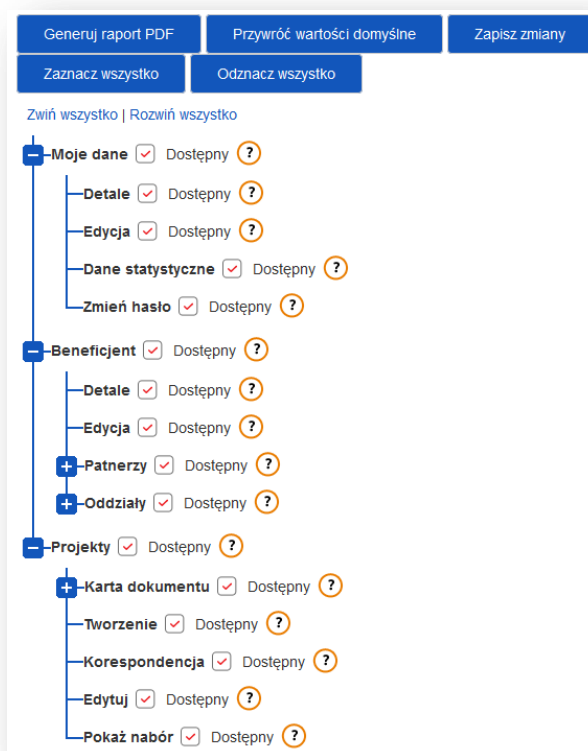 Generuj raport PDF Przywróć wartości domyślne Zapisz zmiany
Zaznacz wszystko Odznacz wszystko
Zwiń wszystko | Rozwiń wszystko
Moje dane Dostępny ?
Detale Dostępny ?
Edycja Dostępny ?
Dane statystyczne Dostępny ?
Zmień hasło Dostępny ?
Beneficjent Dostępny ?
Detale Dostępny ?
Edycja Dostępny ?
Patnerzy Dostępny ?
Oddziały Dostępny ?
Projekty Dostępny ?
Karta dokumentu Dostępny ?
Tworzenie Dostępny ?
Korespondencja Dostępny ?
Edytuj Dostępny ?
Pokaż nabór Dostępny ?